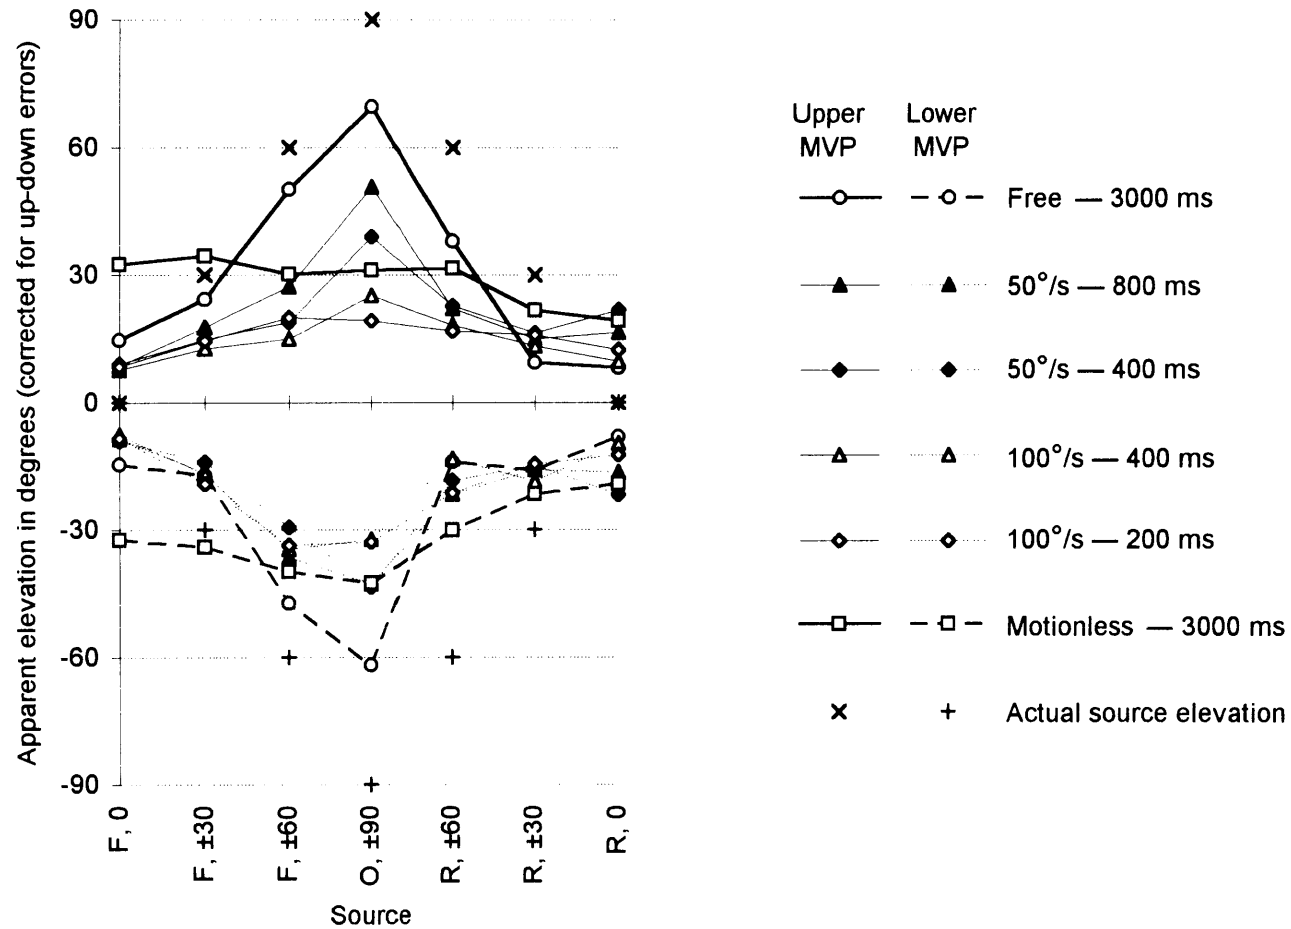 Apparent elevation in degrees (corrected for up-down errors)
90
60
30
0
-30
-60
-90
F, 0
F, ±30
F, ±60
O, ±90
R, ±60
R, ±30
R, 0
Source
Upper Lower
MVP MVP
Free — 3000 ms
50°/s — 800 ms
50°/s — 400 ms
100°/s — 400 ms
100°/s — 200 ms
Motionless — 3000 ms
Actual source elevation